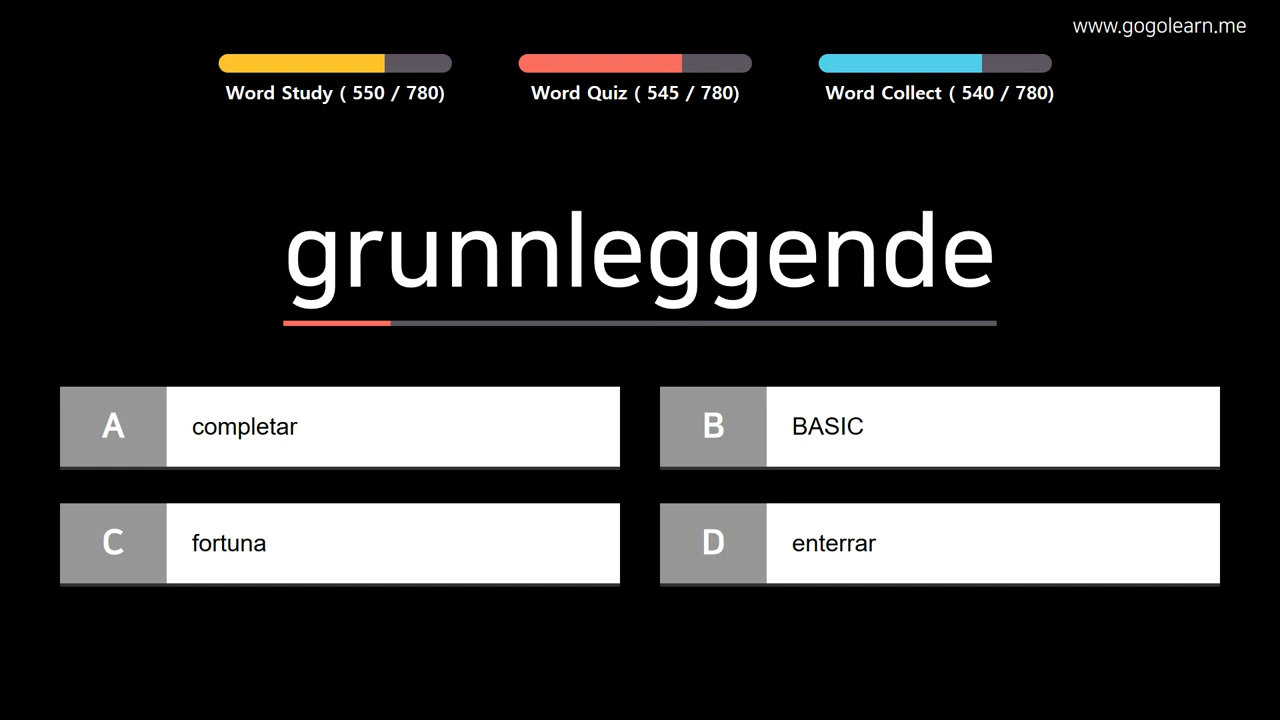 www.gogolearn.me
Word Study ( 550 / 780)
Word Quiz ( 545 / 780)
Word Collect ( 540 / 780)
grunnleggende
A completar
B BASIC
C fortuna
D enterrar